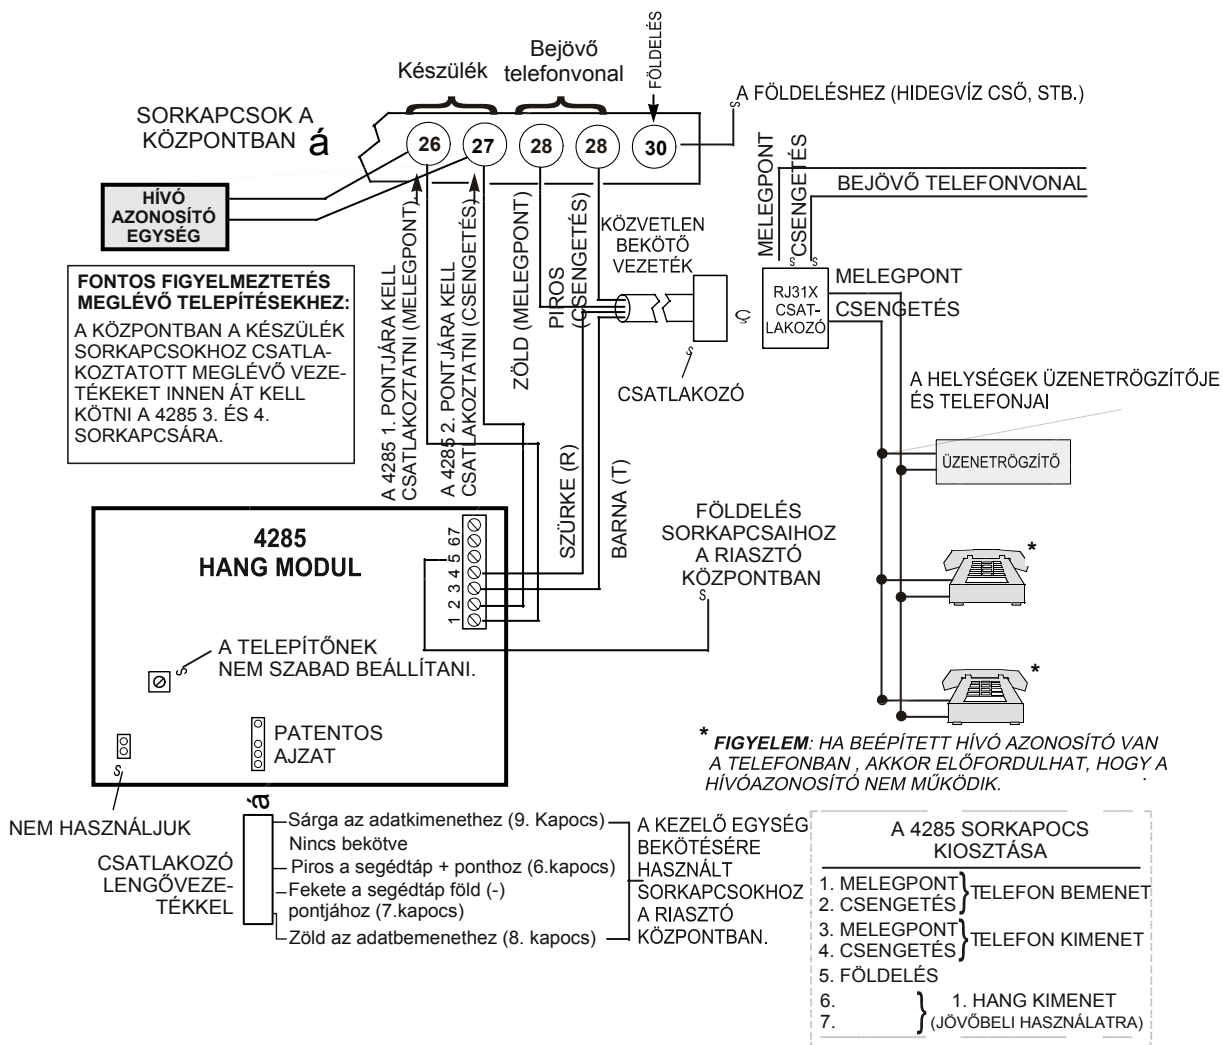 Készülék
Bejövő
telefonvonal
FÖLDELÉS
SORKAPCSOK A
KÖZPONTBAN á
26
27
28
28
30
A FÖLDELÉSHEZ (HIDEGVÍZ CSŐ, STB.)
HÍVÓ
AZONOSÍTÓ
EGYSÉG
MELEGPONT
CSENGETÉS
BEJÖVŐ TELEFONVONAL
FONTOS FIGYELMEZTETÉS
MEGLÉVŐ TELEPÍTÉSEKHEZ:
A KÖZPONTBAN A KÉSZÜLÉK
SORKAPCSOKHOZ CSATLA-
KOZTATOTT MEGLÉVŐ VEZE-
TÉKEKET INNEN ÁT KELL
KÖTNI A 4285 3. ÉS 4.
SORKAPCSÁRA.
A 4285 1. PONTJÁRA KELL
CSATLAKOZTATNI (MELEGPONT)
A 4285 2. PONTJÁRA KELL
CSATLAKOZTATNI (CSENGETÉS)
ZÖLD (MELEGPONT)
PIROS
(CSENGETÉS)
KÖZVETLEN
BEKÖTŐ
VEZETÉK
CSATLAKOZÓ
RJ31X
CSAT-
LAKOZÓ
MELEGPONT
CSENGETÉS
A HELYSÉGEK ÜZENETRÖGZÍTŐJE
ÉS TELEFONJAI
ÜZENETRÖGZÍTŐ
SZÜRKE (R)
BARNA (T)
FÖLDELÉS
SORKAPCSAIHOZ
A RIASZTÓ
KÖZPONTBAN
4285
HANG MODUL
1 2 3 4 5 67
A TELEPÍTŐNEK
NEM SZABAD BEÁLLÍTANI.
PATENTOS
AJZAT
NEM HASZNÁLJUK
*
*
* FIGYELEM: HA BEÉPÍTETT HÍVÓ AZONOSÍTÓ VAN
A TELEFONBAN , AKKOR ELŐFORDULHAT, HOGY A
HÍVÓAZONOSÍTÓ NEM MŰKÖDIK.
á
CSATLAKOZÓ
LENGŐVEZE-
TÉKKEL
Sárga az adatkimenethez (9. Kapocs)
Nincs bekötve
Piros a segédtáp + ponthoz (6.kapocs)
Fekete a segédtáp föld (-)
pontjához (7.kapocs)
Zöld az adatbemenethez (8. kapocs)
A KEZELŐ EGYSÉG
BEKÖTÉSÉRE
HASZNÁLT
SORKAPCSOKHOZ
A RIASZTÓ
KÖZPONTBAN.
A 4285 SORKAPOCS
KIOSZTÁSA
1. MELEGPONT
2. CSENGETÉS
TELEFON BEMENET
3. MELEGPONT
4. CSENGETÉS
TELEFON KIMENET
5. FÖLDELÉS
6.
7.
1. HANG KIMENET
(JÖVŐBELI HASZNÁLATRA)